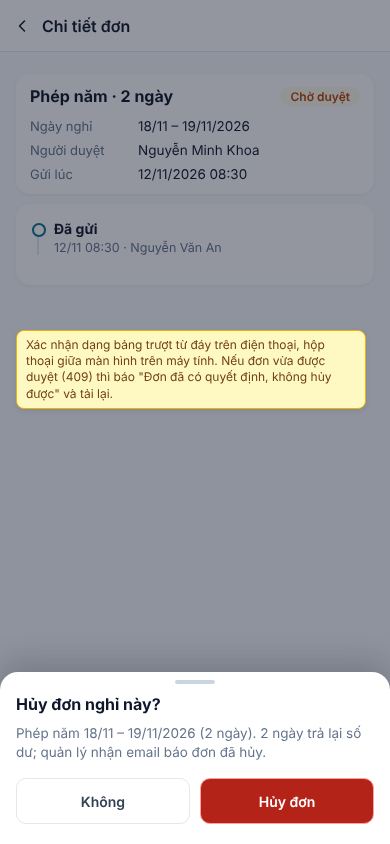 Chi tiết đơn
Phép năm · 2 ngày
Chờ duyệt
Ngày nghỉ 18/11 – 19/11/2026
Người duyệt Nguyễn Minh Khoa
Gửi lúc 12/11/2026 08:30
Đã gửi
12/11 08:30 · Nguyễn Văn An
Xác nhận dạng bảng trượt từ đáy trên điện thoại, hộp
thoại giữa màn hình trên máy tính. Nếu đơn vừa được
duyệt (409) thì báo "Đơn đã có quyết định, không hủy
được" và tải lại.
Hủy đơn nghỉ này?
Phép năm 18/11 – 19/11/2026 (2 ngày). 2 ngày trả lại số
dư; quản lý nhận email báo đơn đã hủy.
Không
Hủy đơn